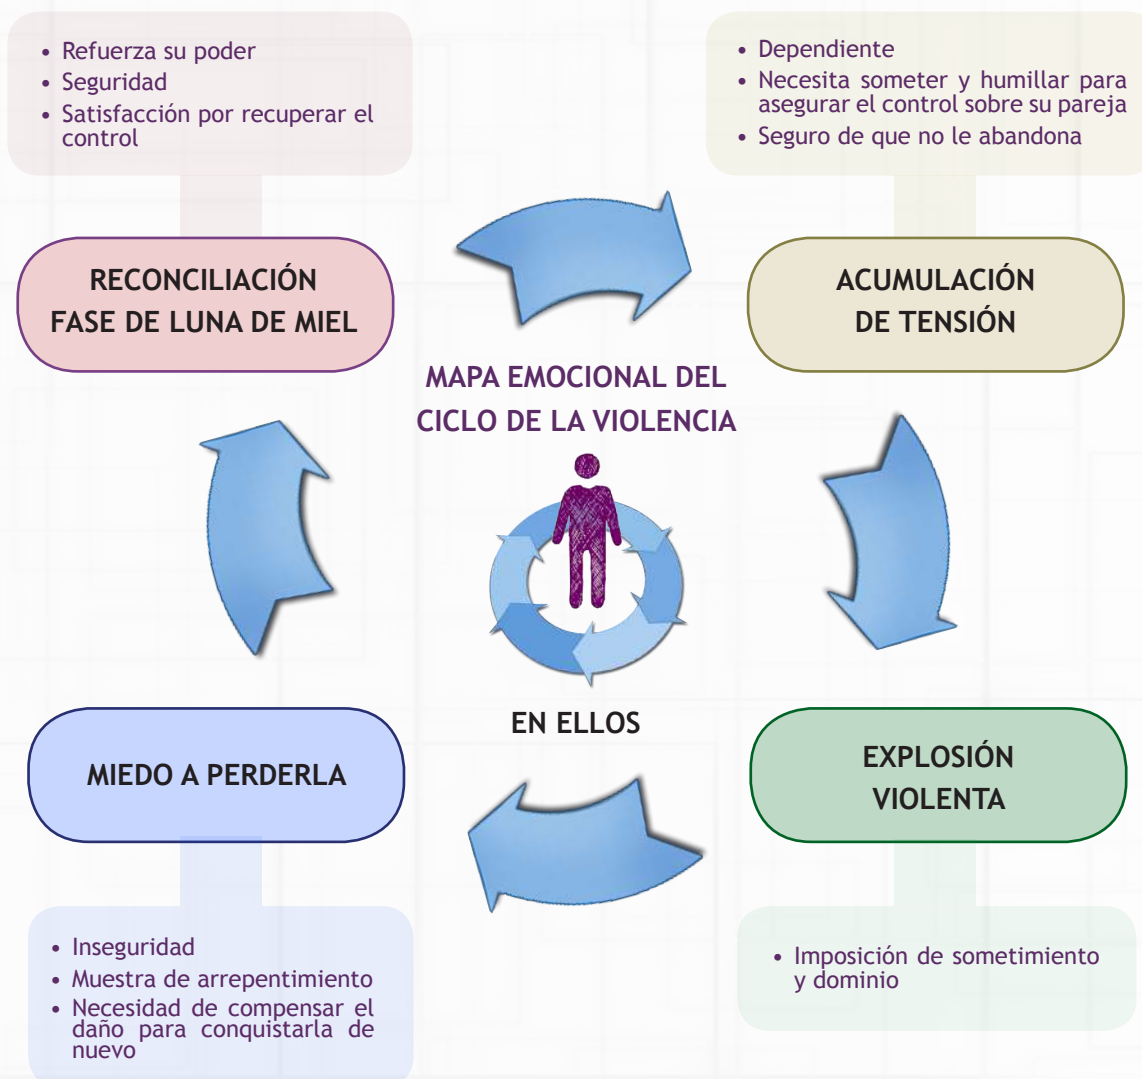 • Refuerza su poder
• Seguridad
• Satisfacción por recuperar el
control
• Dependiente
• Necesita someter y humillar para
asegurar el control sobre su pareja
• Seguro de que no le abandona
RECONCILIACIÓN
FASE DE LUNA DE MIEL
ACUMULACIÓN
DE TENSIÓN
MAPA EMOCIONAL DEL
CICLO DE LA VIOLENCIA
EN ELLOS
MIEDO A PERDERLA
EXPLOSIÓN
VIOLENTA
• Inseguridad
• Muestra de arrepentimiento
• Necesidad de compensar el
daño para conquistarla de
nuevo
• Imposición de sometimiento
y dominio